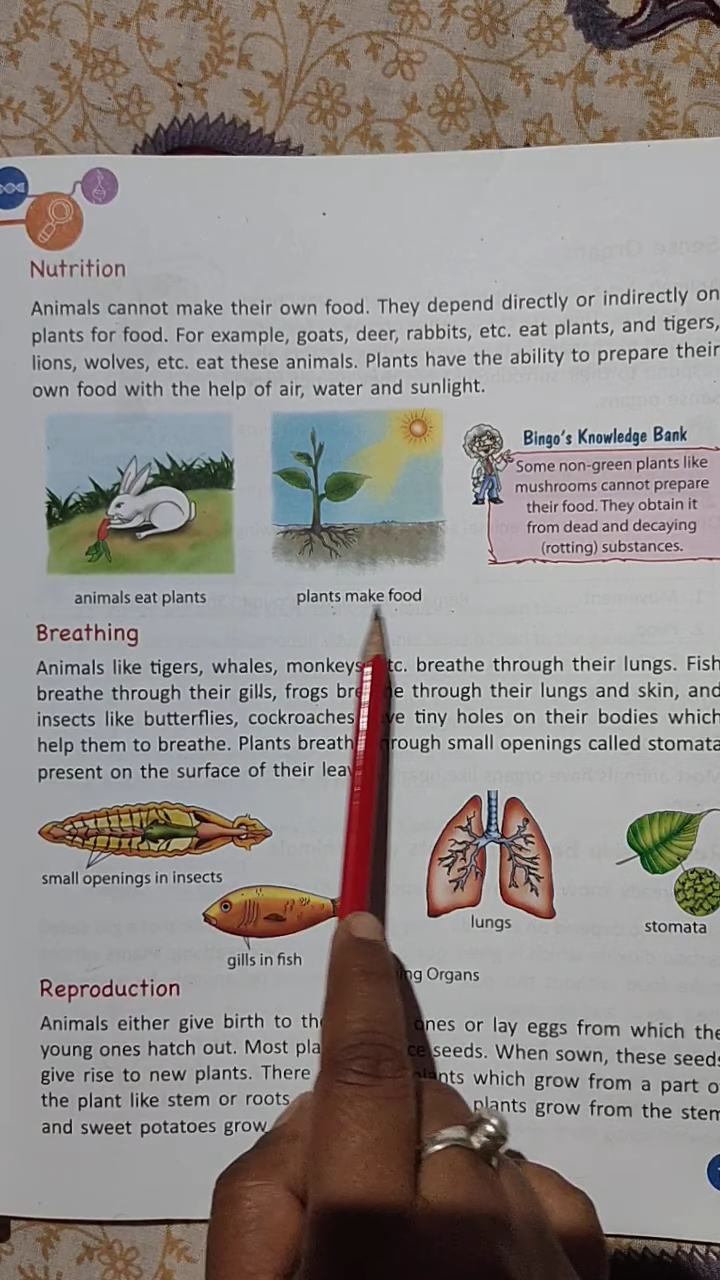 Nutrition
Animals cannot make their own food. They depend directly or indirectly on
plants for food. For example, goats, deer, rabbits, etc. eat plants, and tigers,
lions, wolves, etc. eat these animals. Plants have the ability to prepare their
own food with the help of air, water and sunlight.
Bingo's Knowledge Bank
Some non-green plants like
mushrooms cannot prepare
their food. They obtain it
from dead and decaying
(rotting) substances.
animals eat plants
plants make food
Breathing
Animals like tigers, whales, monkeys tc. breathe through their lungs. Fish
breathe through their gills, frogs bre e through their lungs and skin, and
insects like butterflies, cockroaches ve tiny holes on their bodies which
help them to breathe. Plants breath rough small openings called stomata
present on the surface of their lea
small openings in insects
gills in fish
lungs
stomata
ng Organs
Reproduction
Animals either give birth to th ones or lay eggs from which the
young ones hatch out. Most pla ce seeds. When sown, these seed
give rise to new plants. There lants which grow from a part o
the plant like stem or roots plants grow from the stem
and sweet potatoes grow